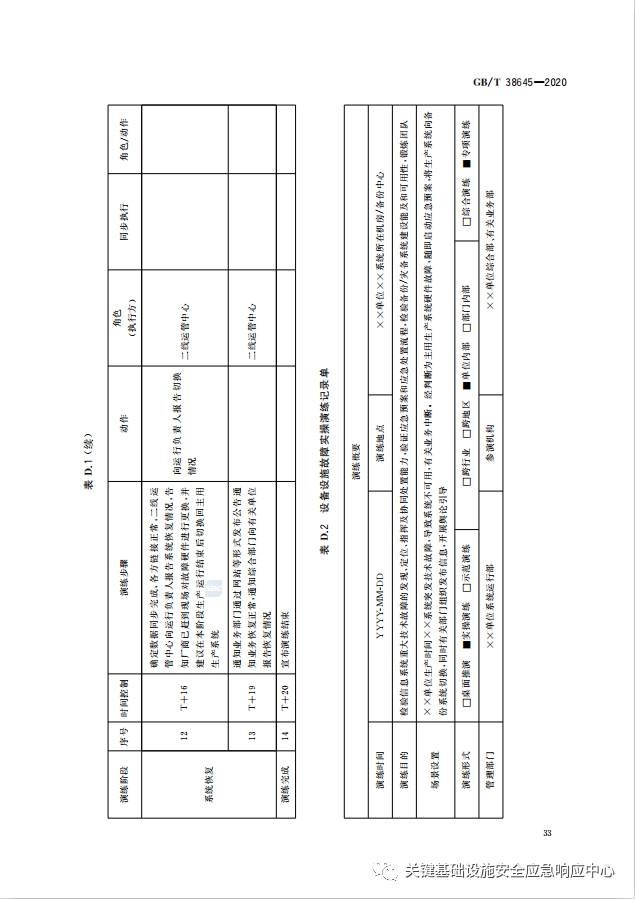 GB/T 38645—2020
表 D.1（续）
演练阶段 序号 时间控制 演练步骤 动作 角色 (执行方) 同步执行 角色/动作
系统恢复
12 T+16
确定数据同步完成,各方链接正常,二线运
管中心向运行负责人报告系统恢复情况,告
知厂商已赶到现场对故障硬件进行更换,并
建议在本阶段生产运行结束后切换回主用
生产系统
向运行负责人报告切换
情况
二线运管中心
13 T+19
通知业务部门通过网站等形式发布公告通
知业务恢复正常,通知综合部门向有关单位
报告恢复情况
二线运管中心
演练完成 14 T+20 宣布演练结束
表 D.2 设备设施故障实操演练记录单
演练概要
演练时间 YYYY-MM-DD 演练地点 ××单位××系统所在机房/备份中心
演练目的 检验信息系统重大技术故障的发现、定位、指挥及协同处置能力,验证应急预案和应急处置流程,检验备份/灾备系统建设能及和可用性,锻炼团队
场景设置
××单位生产时间××系统突发技术故障,导致系统不可用,有关业务中断。经判断为主用生产系统硬件故障,随即启动应急预案,将生产系统向备
份系统切换,同时有关部门组织发布信息,开展舆论引导
演练形式 □桌面推演 ■实操演练 □示范演练 □跨行业 □跨地区 ■单位内部 □部门内部 □综合演练 ■专项演练
管理部门 ××单位系统运行部 参演机构 ××单位综合部、有关业务部
33
关键基础设施安全应急响应中心